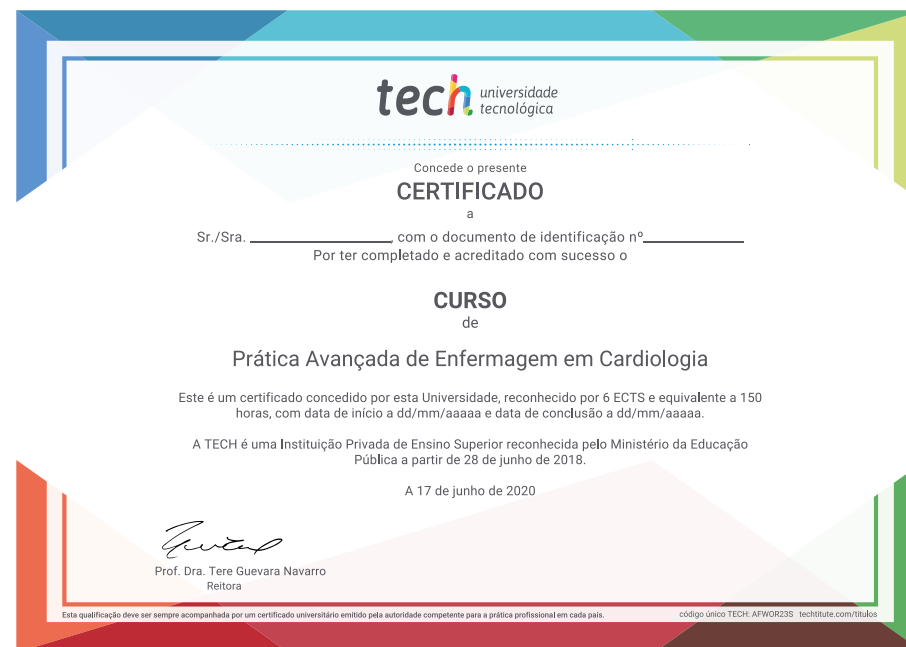 tech universidade
tecnológica
Concede o presente
CERTIFICADO
a
Sr./Sra. , com o documento de identificação nº
Por ter completado e acreditado com sucesso o
CURSO
de
Prática Avançada de Enfermagem em Cardiologia
Este é um certificado concedido por esta Universidade, reconhecido por 6 ECTS e equivalente a 150
horas, com data de início a dd/mm/aaaaa e data de conclusão a dd/mm/aaaaa.
A TECH é uma Instituição Privada de Ensino Superior reconhecida pelo Ministério da Educação
Pública a partir de 28 de junho de 2018.
A 17 de junho de 2020
Prof. Dra. Tere Guevara Navarro
Reitora
Esta qualificação deve ser sempre acompanhada por um certificado universitário emitido pela autoridade competente para a prática profissional em cada país. código único TECH: AFWOR23S techtitute.com/titulos